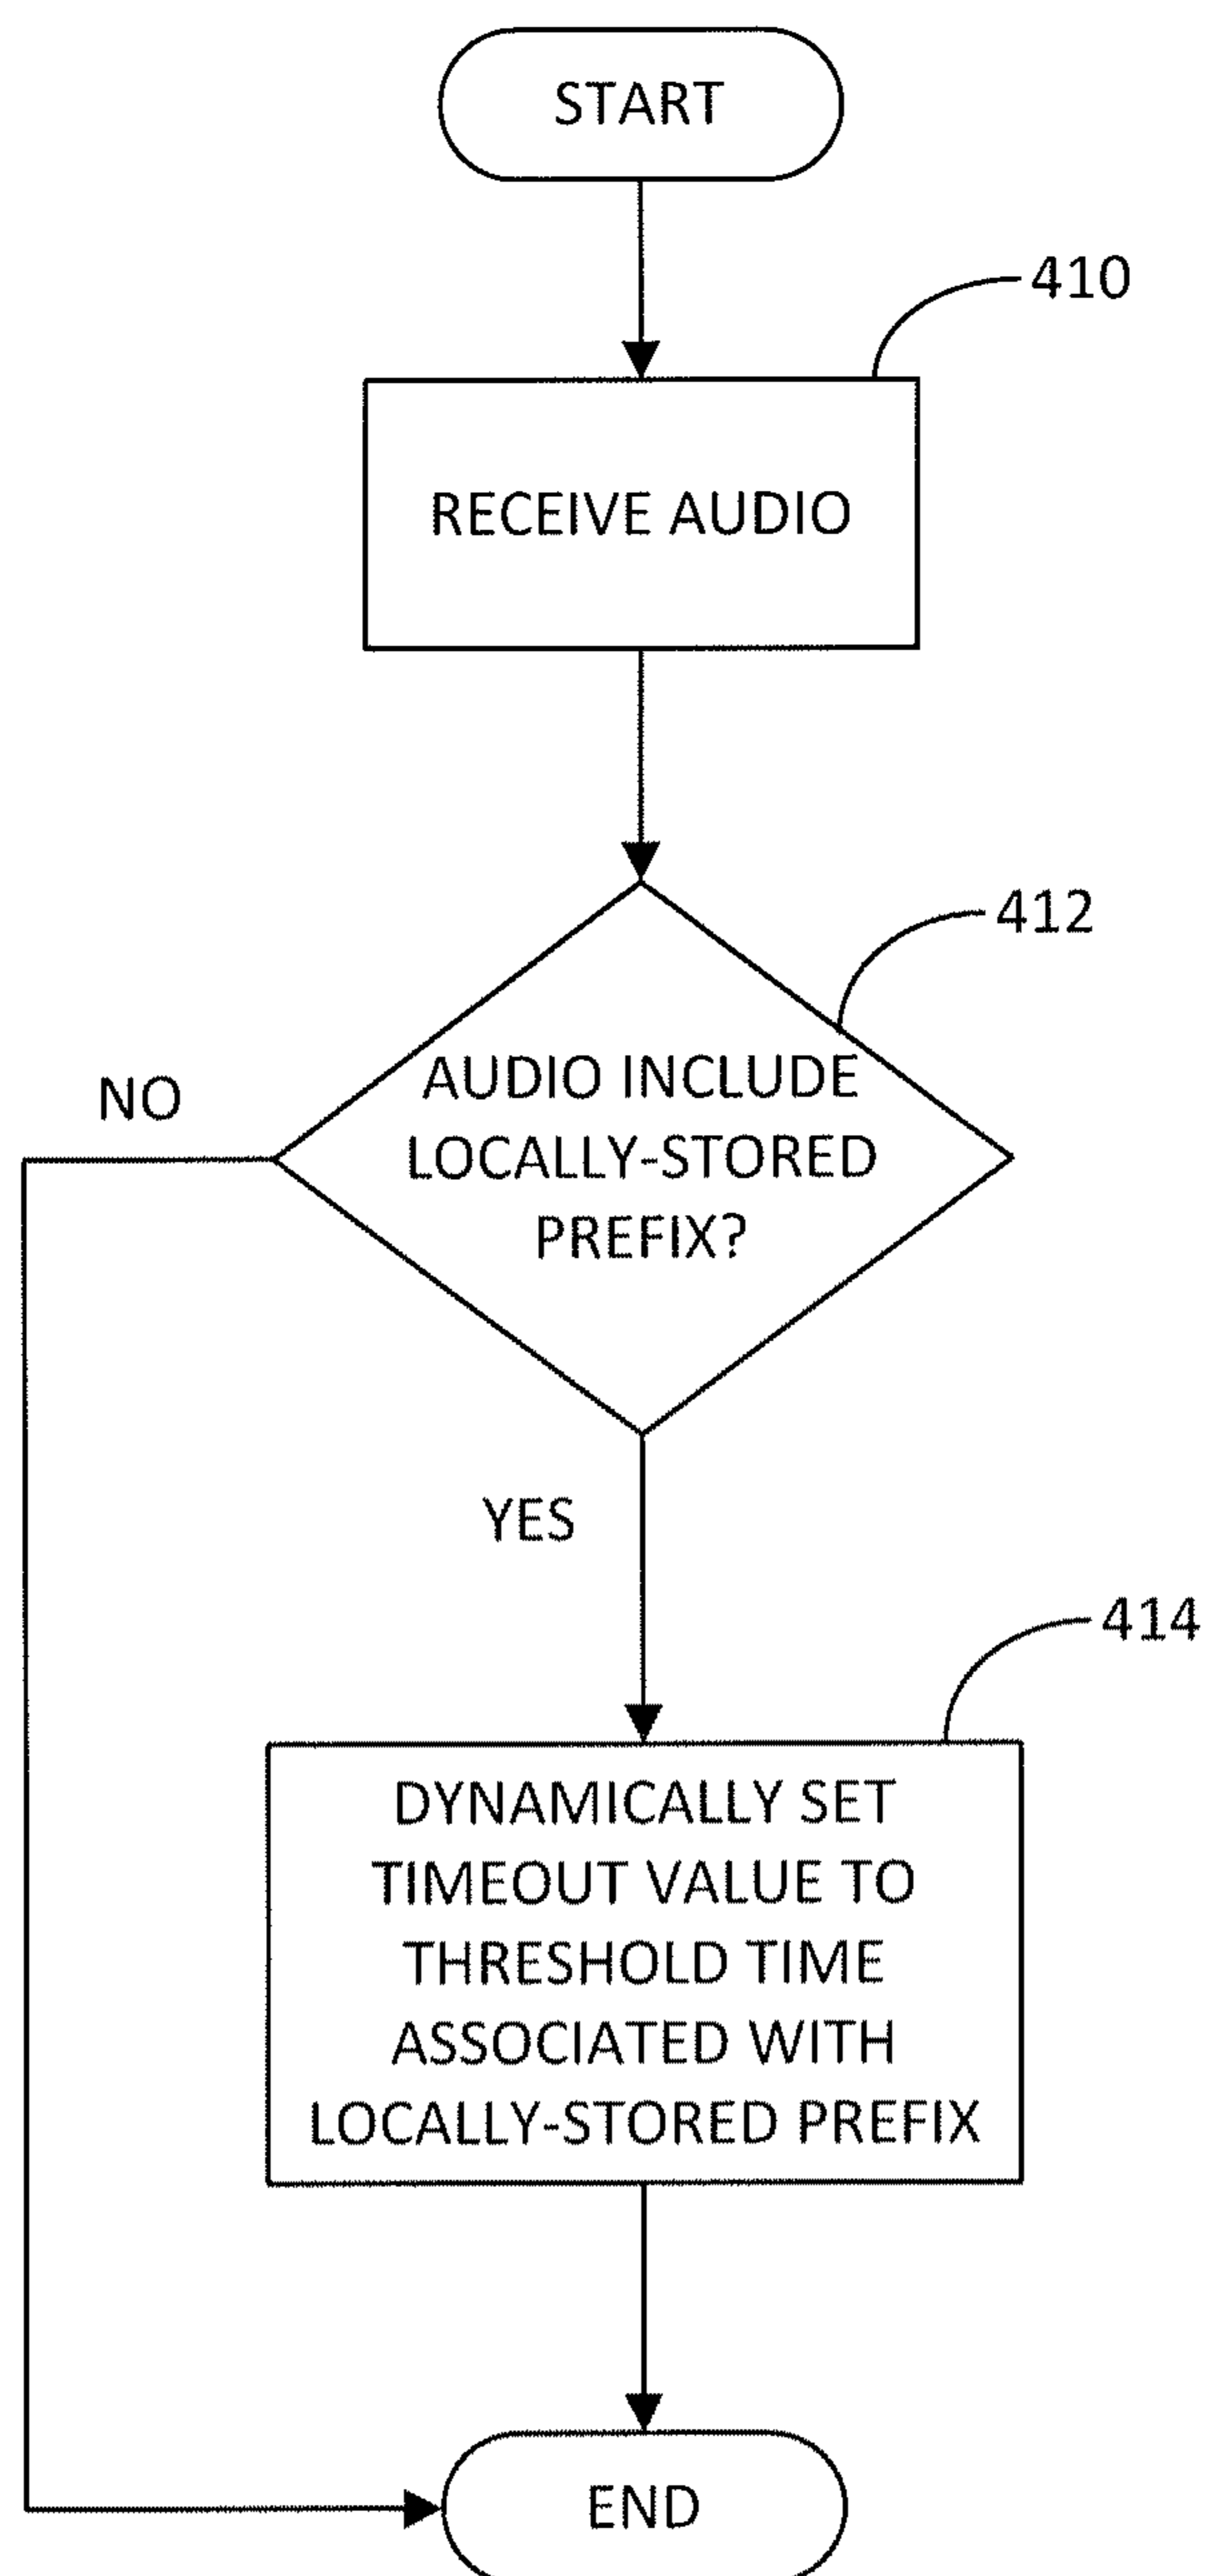 START
410
RECEIVE AUDIO
412
AUDIO INCLUDE
LOCALLY-STORED
PREFIX?
NO
YES
414
DYNAMICALLY SET
TIMEOUT VALUE TO
THRESHOLD TIME
ASSOCIATED WITH
LOCALLY-STORED PREFIX
END